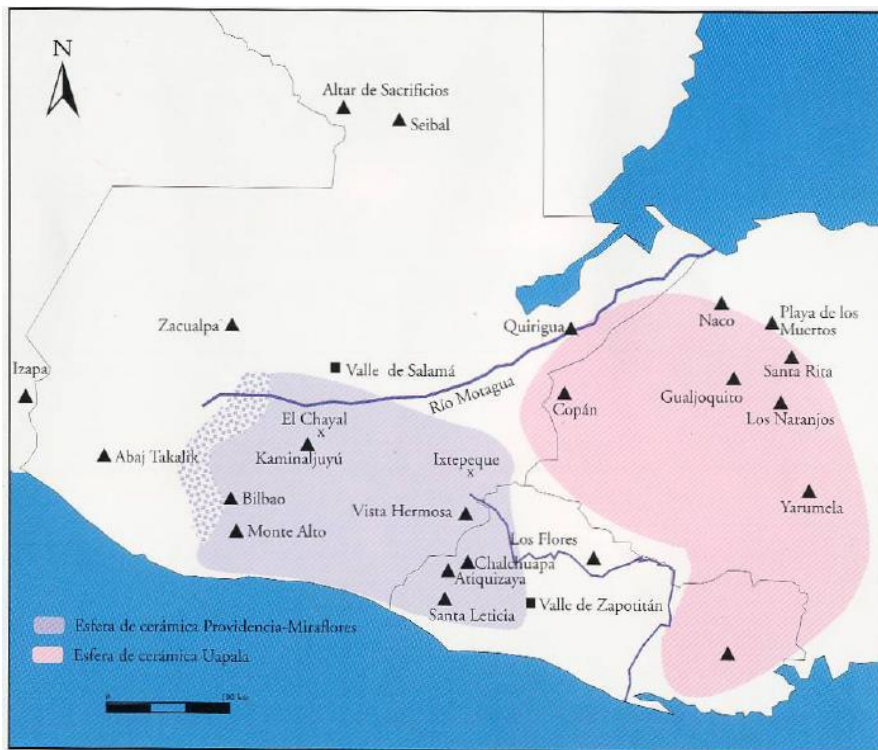 N
Altar de Sacrificios
Seibal
Zacualpa
Quirigua
Naco
Playa de los
Muertos
Izapa
Valle de Salamá
Río Motagua
Santa Rita
Gualjoquito
Copán
Los Naranjos
El Chayal
Abaj Takalik
Kaminaljuyú
Ixtepeque
Bilbao
Vista Hermosa
Yarumela
Monte Alto
Los Flores
Chalchuapa
Atiquizaya
Santa Leticia
Valle de Zapotitán
Esfera de cerámica Providencia-Miraflores
Esfera de cerámica Uapala
0